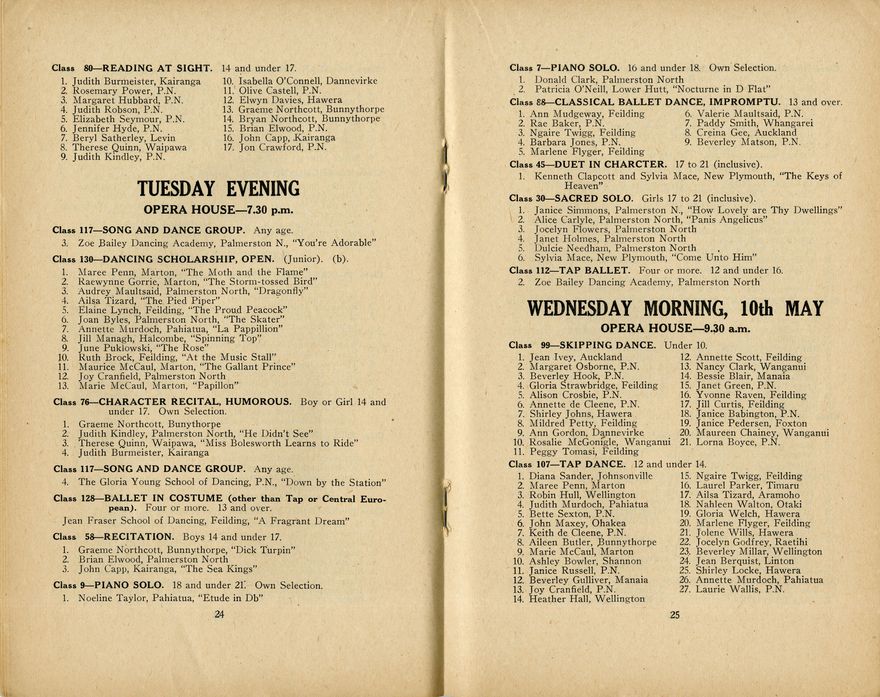 Class 80—READING AT SIGHT. 14 and under 17.
1. Judith Burmeister, Kairanga
2. Rosemary Power, P.N.
3. Margaret Hubbard, P.N.
4. Judith Robson, P.N.
5. Elizabeth Seymour, P.N.
6. Jennifer Hyde, P.N.
7. Beryl Satherley, Levin
8. Therese Quinn, Waipawa
9. Judith Kindley, P.N.
10. Isabella O'Connell, Dannevirke
11. Olive Castell, P.N.
12. Elwyn Davies, Hawera
13. Graeme Northcott, Bunnythorpe
14. Bryan Northcott, Bunnythorpe
15. Brian Elwood, P.N.
16. John Capp, Kairanga
17. Jon Crawford, P.N.
TUESDAY EVENING
OPERA HOUSE—7.30 p.m.
Class 117—SONG AND DANCE GROUP. Any age.
3. Zoe Bailey Dancing Academy, Palmerston N., "You're Adorable"
Class 130—DANCING SCHOLARSHIP, OPEN. (Junior). (b).
1. Maree Penn, Marton, "The Moth and the Flame"
2. Raewynne Gorrie, Marton, "The Storm-tossed Bird"
3. Audrey Maultsaid, Palmerston North, "Dragonfly"
4. Ailsa Tizard, "The Pied Piper"
5. Elaine Lynch, Feilding, "The Proud Peacock"
6. Joan Byles, Palmerston North, "The Skater"
7. Annette Murdoch, Pahiatua, "La Pappillion"
8. Jill Managh, Halcombe, "Spinning Top"
9. June Puklowski, "The Rose"
10. Ruth Brock, Feilding, "At the Music Stall"
11. Maurice McCaul, Marton, "The Gallant Prince"
12. Joy Cranfield, Palmerston North
13. Marie McCaul, Marton, "Papillon"
Class 76—CHARACTER RECITAL, HUMOROUS. Boy or Girl 14 and
under 17. Own Selection.
1. Graeme Northcott, Bunnythorpe
2. Judith Kindley, Palmerston North, "He Didn't See"
3. Therese Quinn, Waipawa, "Miss Bolesworth Learns to Ride"
4. Judith Burmeister, Kairanga
Class 117—SONG AND DANCE GROUP. Any age.
4. The Gloria Young School of Dancing, P.N., "Down by the Station"
Class 128—BALLET IN COSTUME (other than Tap or Central Euro-
pean). Four or more. 13 and over.
Jean Fraser School of Dancing, Feilding, "A Fragrant Dream"
Class 58—RECITATION. Boys 14 and under 17.
1. Graeme Northcott, Bunnythorpe, "Dick Turpin"
2. Brian Elwood, Palmerston North
3. John Capp, Kairanga, "The Sea Kings"
Class 9—PIANO SOLO. 18 and under 21. Own Selection.
1. Noeline Taylor, Pahiatua, "Etude in Db"
24
Class 7—PIANO SOLO. 16 and under 18. Own Selection.
1. Donald Clark, Palmerston North
2. Patricia O'Neill, Lower Hutt, "Nocturne in D Flat"
Class 88—CLASSICAL BALLET DANCE, IMPROMPTU. 13 and over.
1. Ann Mudgeway, Feilding
2. Rae Baker, P.N.
3. Ngaire Twigg, Feilding
4. Barbara Jones, P.N.
5. Marlene Flyger, Feilding
6. Valerie Maultsaid, P.N.
7. Paddy Smith, Whangarei
8. Creina Gee, Auckland
9. Beverley Matson, P.N.
Class 45—DUET IN CHARCTER. 17 to 21 (inclusive).
1. Kenneth Clapcott and Sylvia Mace, New Plymouth, "The Keys of
Heaven"
Class 30—SACRED SOLO. Girls 17 to 21 (inclusive).
1. Janice Simmons, Palmerston N., "How Lovely are Thy Dwellings"
2. Alice Carlyle, Palmerston North, "Panis Angelicus"
3. Jocelyn Flowers, Palmerston North
4. Janet Holmes, Palmerston North
5. Dulcie Needham, Palmerston North
6. Sylvia Mace, New Plymouth, "Come Unto Him"
Class 112—TAP BALLET. Four or more. 12 and under 16.
2. Zoe Bailey Dancing Academy, Palmerston North
WEDNESDAY MORNING, 10th MAY
OPERA HOUSE—9.30 a.m.
Class 99—SKIPPING DANCE. Under 10.
1. Jean Ivey, Auckland
2. Margaret Osborne, P.N.
3. Beverley Hook, P.N.
4. Gloria Strawbridge, Feilding
5. Alison Crosbie, P.N.
6. Annette de Cleene, P.N.
7. Shirley Johns, Hawera
8. Mildred Petty, Feilding
9. Ann Gordon, Dannevirke
10. Rosalie McGonigle, Wanganui
11. Peggy Tomasi, Feilding
12. Annette Scott, Feilding
13. Nancy Clark, Wanganui
14. Bessie Blair, Manaia
15. Janet Green, P.N.
16. Yvonne Raven, Feilding
17. Jill Curtis, Feilding
18. Janice Babington, P.N.
19. Janice Pedersen, Foxton
20. Maureen Chainey, Wanganui
21. Lorna Boyce, P.N.
Class 107—TAP DANCE. 12 and under 14.
1. Diana Sander, Johnsonville
2. Maree Penn, Marton
3. Robin Hull, Wellington
4. Judith Murdoch, Pahiatua
5. Bette Sexton, P.N.
6. John Maxey, Ohakea
7. Keith de Cleene, P.N.
8. Aileen Butler, Bunnythorpe
9. Marie McCaul, Marton
10. Ashley Bowler, Shannon
11. Janice Russell, P.N.
12. Beverley Gulliver, Manaia
13. Joy Cranfield, P.N.
14. Heather Hall, Wellington
15. Ngaire Twigg, Feilding
16. Laurel Parker, Timaru
17. Ailsa Tizard, Aramoho
18. Nahleen Walton, Otaki
19. Gloria Welch, Hawera
20. Marlene Flyger, Feilding
21. Jolene Wills, Hawera
22. Jocelyn Godfrey, Raetihi
23. Beverley Millar, Wellington
24. Jean Berquist, Linton
25. Shirley Locke, Hawera
26. Annette Murdoch, Pahiatua
27. Laurie Wallis, P.N.
25